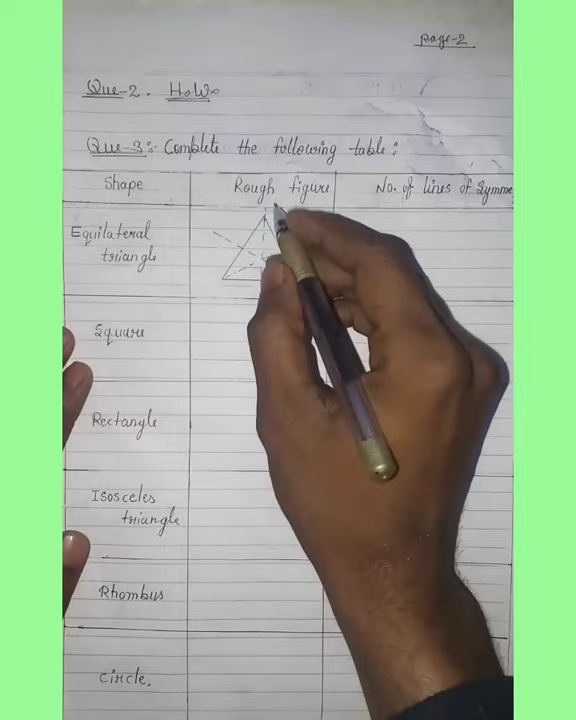 page-2
Que-2. H.W.
Que-3:- Complete the following table:
Shape Rough figure No. of lines of Symme
Equilateral
triangle
Square
Rectangle
Isosceles
triangle
Rhombus
Circle.